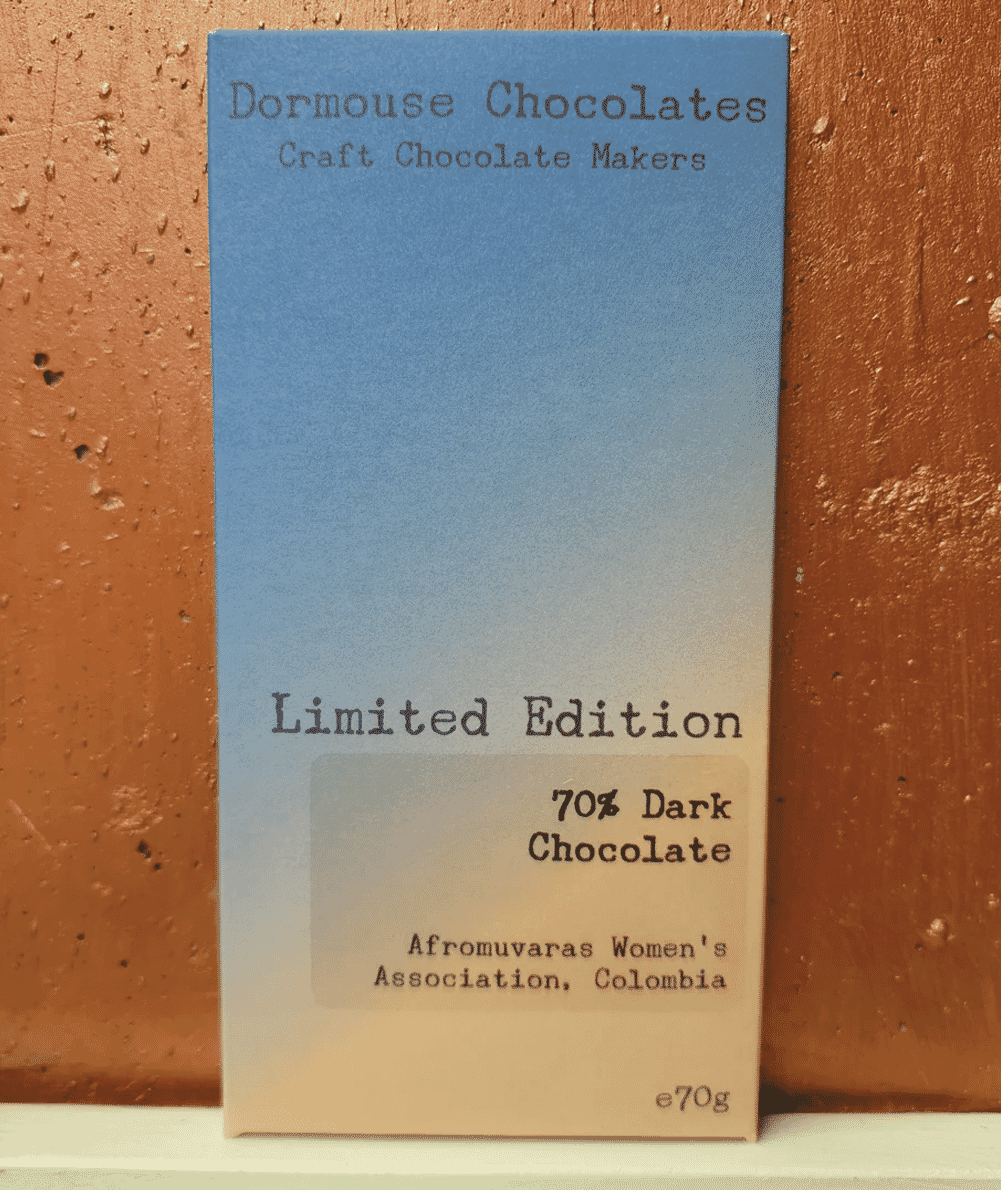 Dormouse Chocolates
Craft Chocolate Makers
Limited Edition
70% Dark
Chocolate
Afromuvaras Women's
Association, Colombia
e70g